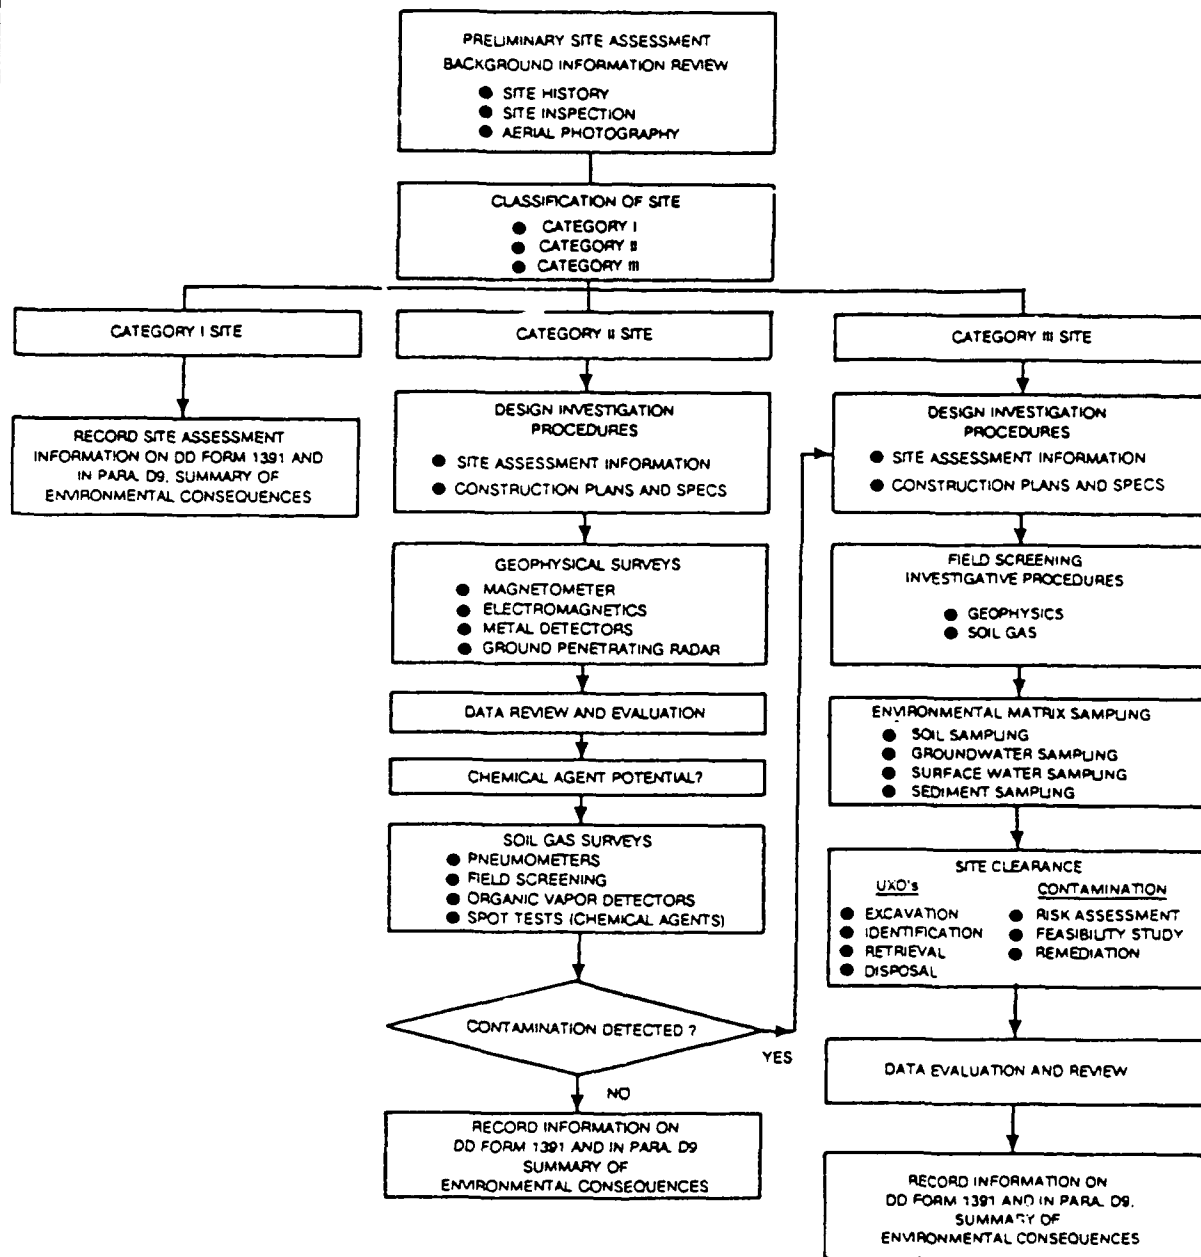 PRELIMINARY SITE ASSESSMENT
BACKGROUND INFORMATION REVIEW
● SITE HISTORY
● SITE INSPECTION
● AERIAL PHOTOGRAPHY
CLASSIFICATION OF SITE
● CATEGORY I
● CATEGORY II
● CATEGORY III
CATEGORY I SITE
RECORD SITE ASSESSMENT
INFORMATION ON DD FORM 1391 AND
IN PARA. D9. SUMMARY OF
ENVIRONMENTAL CONSEQUENCES
CATEGORY II SITE
DESIGN INVESTIGATION
PROCEDURES
● SITE ASSESSMENT INFORMATION
● CONSTRUCTION PLANS AND SPECS
GEOPHYSICAL SURVEYS
● MAGNETOMETER
● ELECTROMAGNETICS
● METAL DETECTORS
● GROUND PENETRATING RADAR
DATA REVIEW AND EVALUATION
CHEMICAL AGENT POTENTIAL?
SOIL GAS SURVEYS
● PNEUMOMETERS
● FIELD SCREENING
● ORGANIC VAPOR DETECTORS
● SPOT TESTS (CHEMICAL AGENTS)
CONTAMINATION DETECTED ?
YES
NO
RECORD INFORMATION ON
DD FORM 1391 AND IN PARA. D9
SUMMARY OF
ENVIRONMENTAL CONSEQUENCES
CATEGORY III SITE
DESIGN INVESTIGATION
PROCEDURES
● SITE ASSESSMENT INFORMATION
● CONSTRUCTION PLANS AND SPECS
FIELD SCREENING
INVESTIGATIVE PROCEDURES
● GEOPHYSICS
● SOIL GAS
ENVIRONMENTAL MATRIX SAMPLING
● SOIL SAMPLING
● GROUNDWATER SAMPLING
● SURFACE WATER SAMPLING
● SEDIMENT SAMPLING
SITE CLEARANCE
UXO's
● EXCAVATION
● IDENTIFICATION
● RETRIEVAL
● DISPOSAL
CONTAMINATION
● RISK ASSESSMENT
● FEASIBILITY STUDY
● REMEDIATION
DATA EVALUATION AND REVIEW
RECORD INFORMATION ON
DD FORM 1391 AND IN PARA. D9.
SUMMARY OF
ENVIRONMENTAL CONSEQUENCES